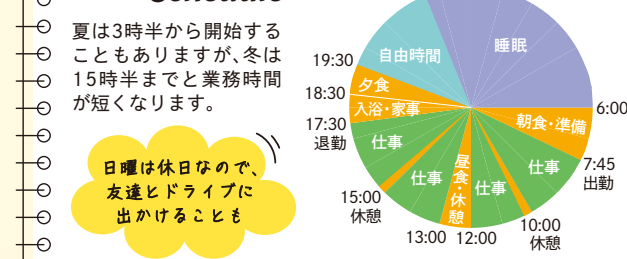 夏は3時半から開始する
こともありますが、冬は
15時半までと業務時間
が短くなります。
日曜は休日なので、
友達とドライブに
出かけることも
睡眠
自由時間
19:30
夕食
18:30
入浴・家事
17:30
退勤
仕事
15:00
休憩
仕事
13:00
昼食・休憩
12:00
仕事
10:00
休憩
仕事
7:45
出勤
朝食・準備
6:00